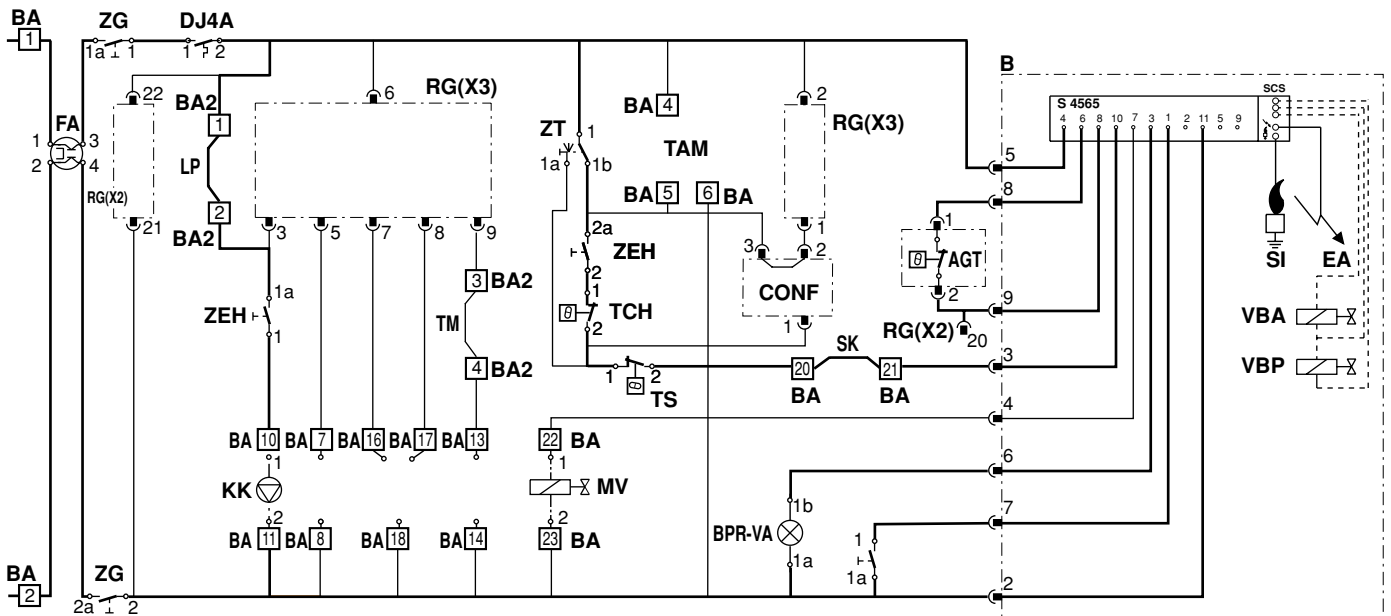 BA ZG DJ4A
1
1a 1 1 2
B
22 6 2 SCS
BA2 RG(X3) BA 4 S 4565
4 6 8 10 7 3 1 2 11 5 9
FA 1 ZT 1 RG(X3)
1 3 TAM
2 4 LP 1a 1b 5
RG(X2) BA 5 6 BA 8
2
21 BA2 3 5 7 8 9 2a 1 1
3 2 AGT SI EA
3 BA2 ZEH
1a 2
1 CONF 2 9
ZEH TM TCH VBA
1 2 RG(X2) 20
1 SK
4 BA2 3 VBP
1 2 20 21
TS BA BA
4
BA 10 BA 7 BA 16 17 BA BA 13 22 BA
1 1 6
KK MV 1b 7
2 2 BPR-VA 1
BA 11 BA 8 BA 18 BA 14 23 BA
1a 1a
BA ZG
2 2
2a 2